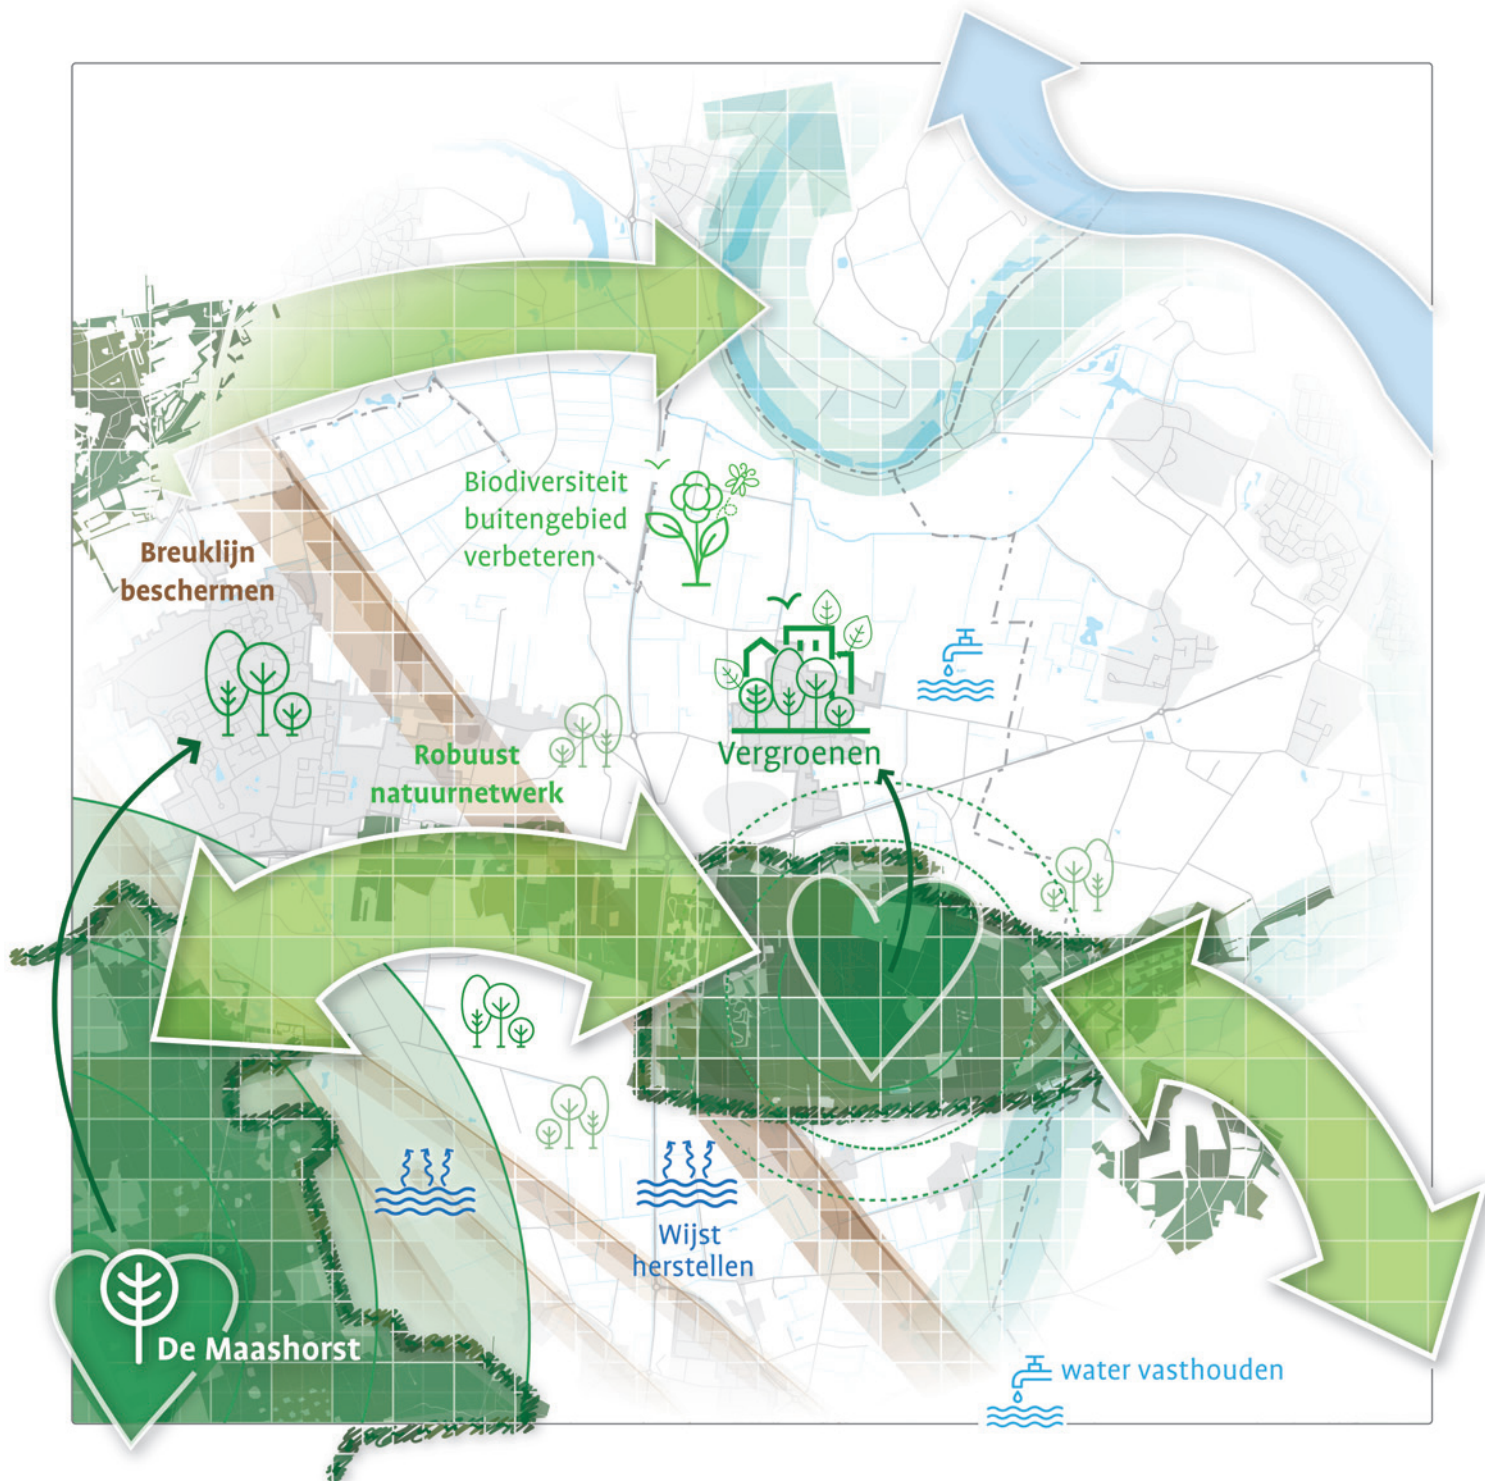 Biodiversiteit
buitengebied
verbeteren
Breuklijn
beschermen
Robuust
natuurnetwerk
Vergroenen
Wijst
herstellen
De Maashorst
water vasthouden